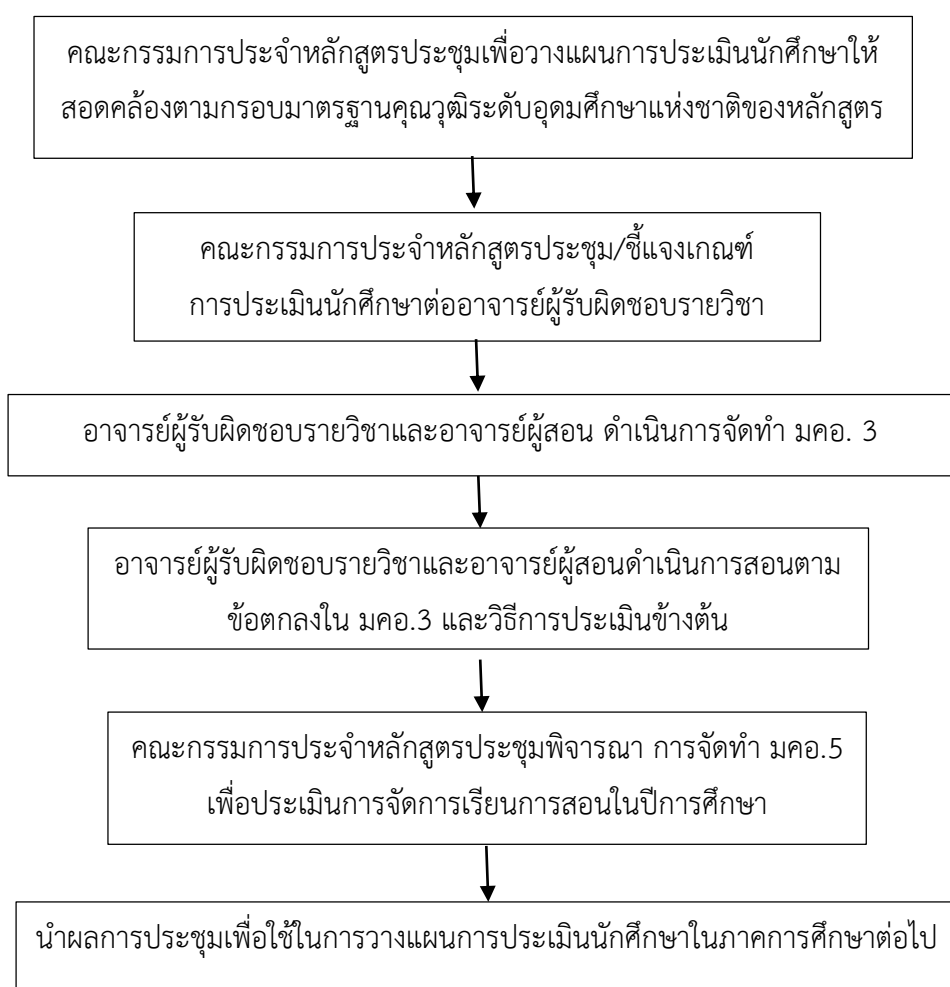 คณะกรรมการประจำหลักสูตรประชุมเพื่อวางแผนการประเมินนักศึกษาให้
สอดคล้องตามกรอบมาตรฐานคุณวุฒิระดับอุดมศึกษาแห่งชาติของหลักสูตร
คณะกรรมการประจำหลักสูตรประชุม/ชี้แจงเกณฑ์
การประเมินนักศึกษาต่ออาจารย์ผู้รับผิดชอบรายวิชา
อาจารย์ผู้รับผิดชอบรายวิชาและอาจารย์ผู้สอน ดำเนินการจัดทำ มคอ. 3
อาจารย์ผู้รับผิดชอบรายวิชาและอาจารย์ผู้สอนดำเนินการสอนตาม
ข้อตกลงใน มคอ.3 และวิธีการประเมินข้างต้น
คณะกรรมการประจำหลักสูตรประชุมพิจารณา การจัดทำ มคอ.5
เพื่อประเมินการจัดการเรียนการสอนในปีการศึกษา
นำผลการประชุมเพื่อใช้ในการวางแผนการประเมินนักศึกษาในภาคการศึกษาต่อไป